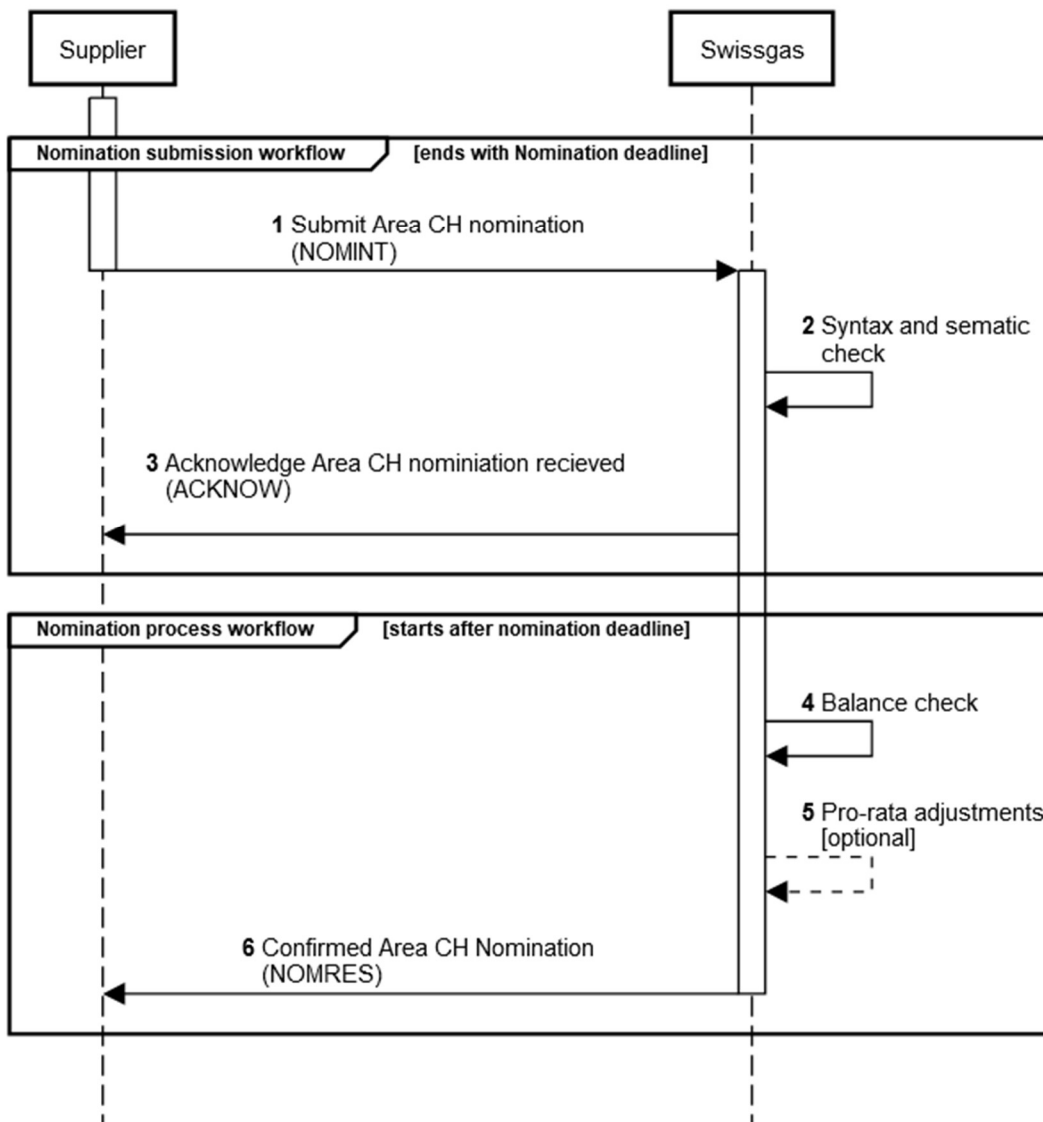 Supplier
Swissgas
Nomination submission workflow
[ends with Nomination deadline]
1 Submit Area CH nomination
(NOMINT)
2 Syntax and sematic
check
3 Acknowledge Area CH nominiation recieved
(ACKNOW)
Nomination process workflow
[starts after nomination deadline]
4 Balance check
5 Pro-rata adjustments
[optional]
6 Confirmed Area CH Nomination
(NOMRES)